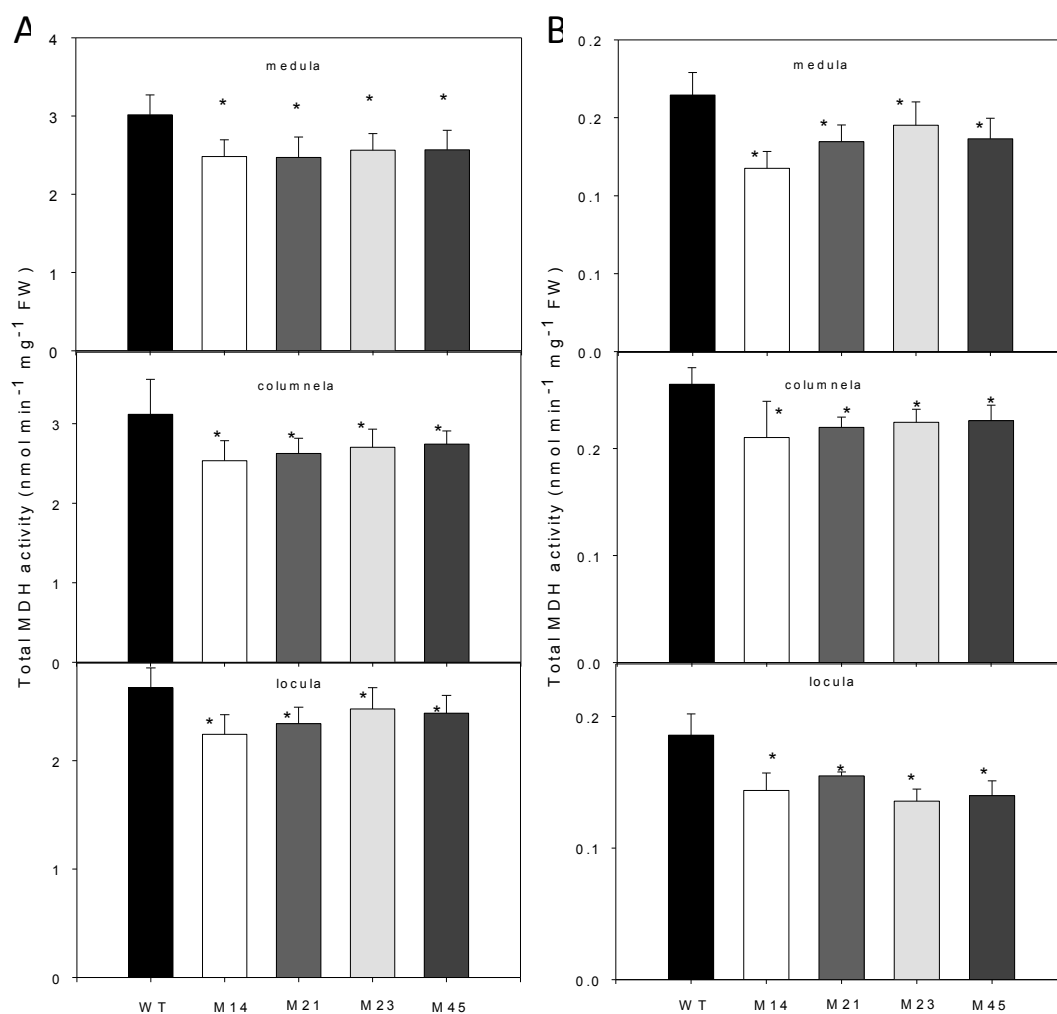 A
B
Total MDH activity (nmol min-1 mg-1 FW)
4
medula
* * * *
3
2
1
0
columnela
3
* * * *
2
1
0
locula
* * * *
2
1
0
WT M14 M21 M23 M45
Total MDH activity (nmol min-1 mg-1 FW)
0.2
medula
* * * *
0.2
0.1
0.1
0.0
columnela
* * * *
0.2
0.1
0.0
locula
0.2
* * * *
0.1
0.0
WT M14 M21 M23 M45